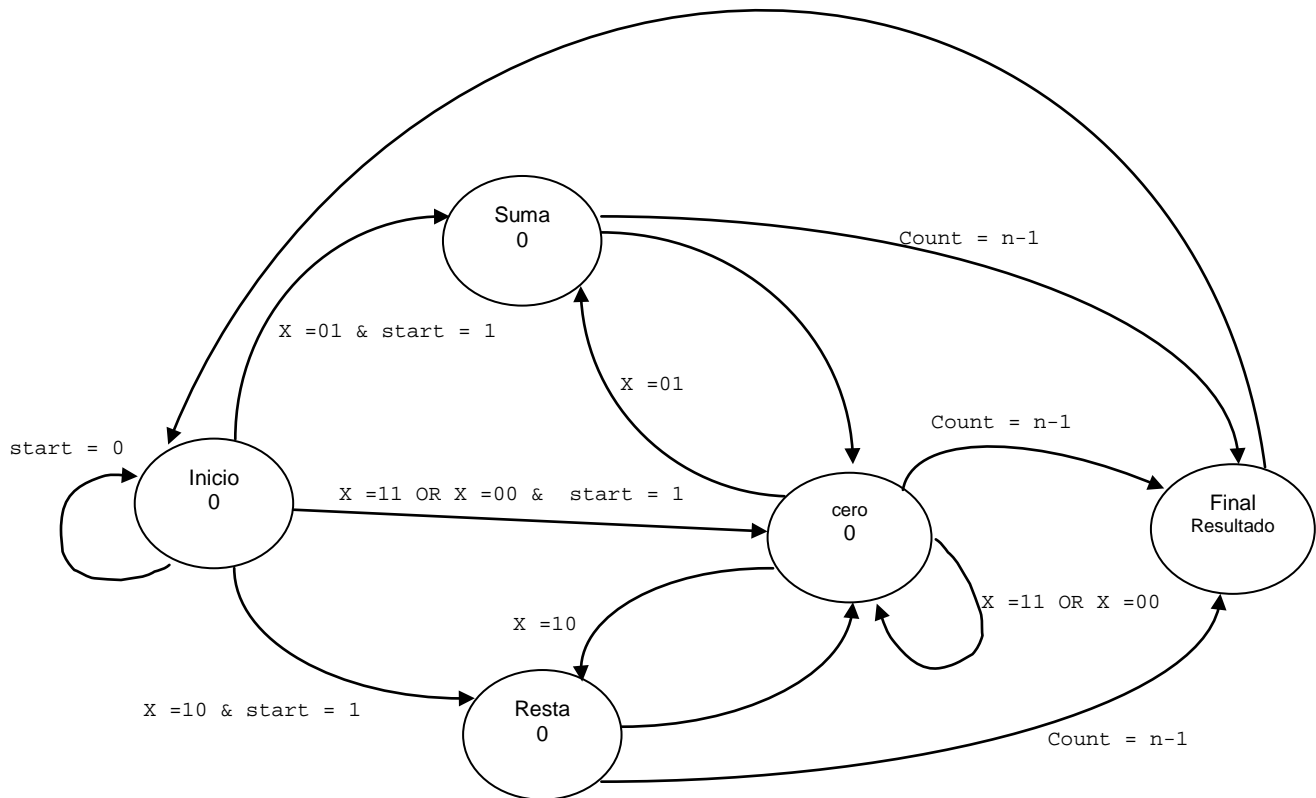 Suma
0
Count = n-1
X =01 & start = 1
X =01
Count = n-1
start = 0
Inicio
0
X =11 OR X =00 &  start = 1
cero
0
Final
Resultado
X =11 OR X =00
X =10
Resta
0
X =10 & start = 1
Count = n-1